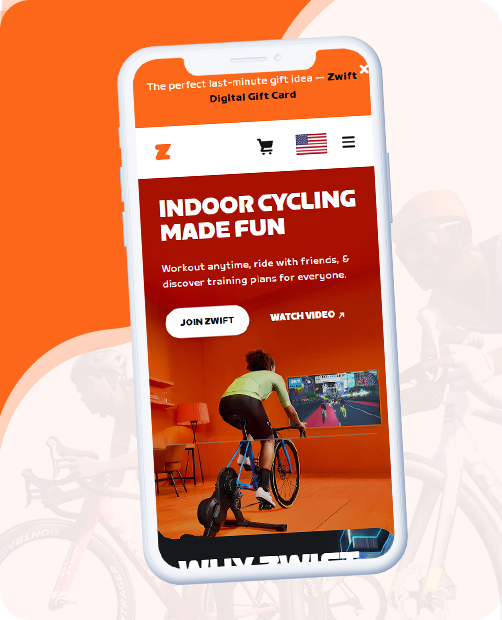 The perfect last-minute gift idea — Zwift
Digital Gift Card
INDOOR CYCLING
MADE FUN
Workout anytime, ride with friends, &
discover training plans for everyone.
JOIN ZWIFT
WATCH VIDEO ↗
WHY ZWIFT